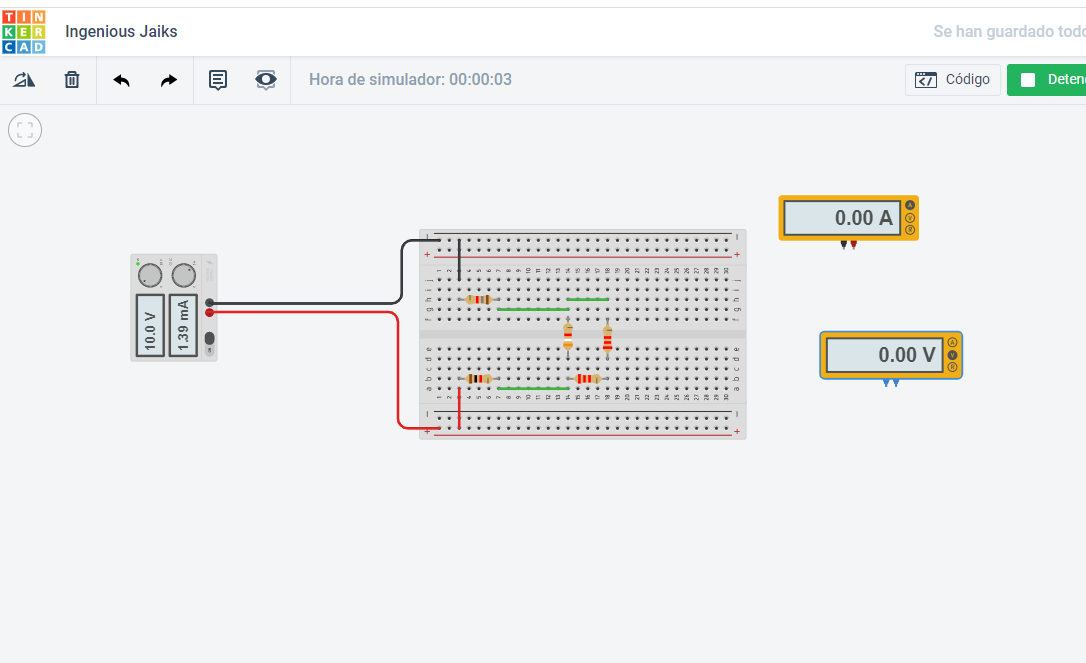 TIN
KER
CAD
Ingenious Jaiks
Se han guardado todo
Hora de simulador: 00:00:03
Código
Deten
10.0 V
1.39 mA
0.00 A
A
V
R
0.00 V
A
V
R